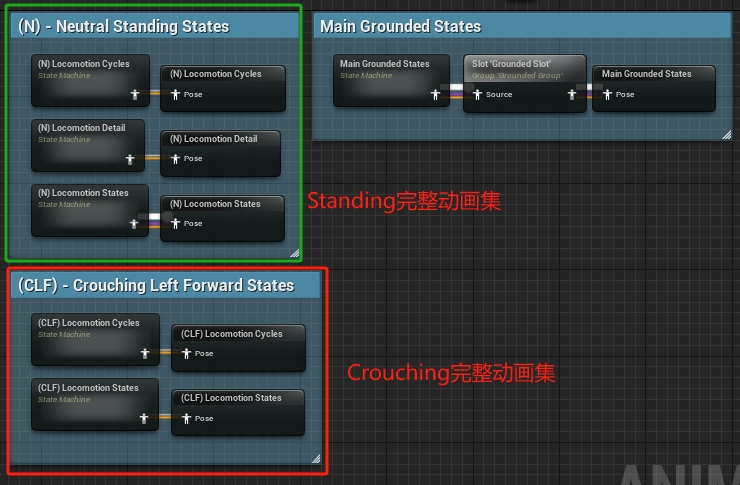 (N) - Neutral Standing States
(N) Locomotion Cycles
State Machine
(N) Locomotion Cycles
Pose
(N) Locomotion Detail
State Machine
(N) Locomotion Detail
Pose
(N) Locomotion States
State Machine
(N) Locomotion States
Pose
Main Grounded States
Main Grounded States
State Machine
Slot 'Grounded Slot'
Group 'Grounded Group'
Source
Main Grounded States
Pose
Standing完整动画集
(CLF) - Crouching Left Forward States
(CLF) Locomotion Cycles
State Machine
(CLF) Locomotion Cycles
Pose
(CLF) Locomotion States
State Machine
(CLF) Locomotion States
Pose
Crouching完整动画集
ANIM